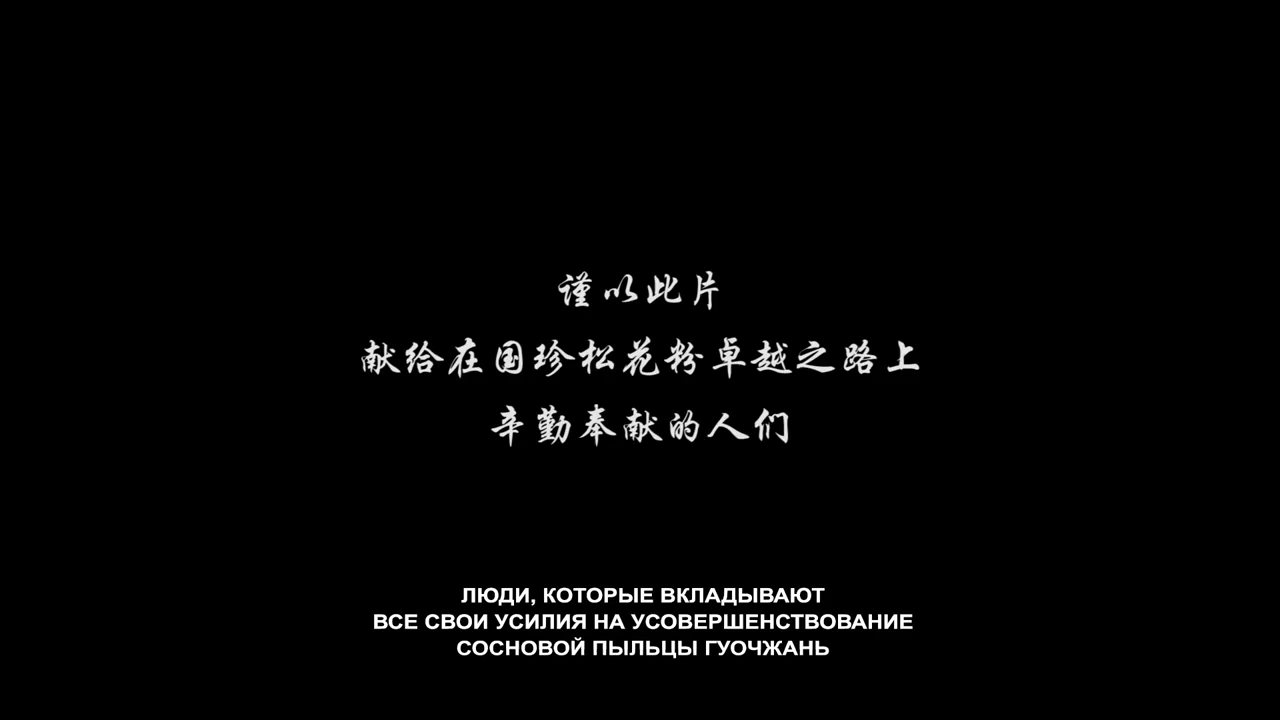 谨以此片
献给在国珍松花粉卓越之路上
辛勤奉献的人们
ЛЮДИ, КОТОРЫЕ ВКЛАДЫВАЮТ
ВСЕ СВОИ УСИЛИЯ НА УСОВЕРШЕНСТВОВАНИЕ
СОСНОВОЙ ПЫЛЬЦЫ ГУОЧЖАНЬ